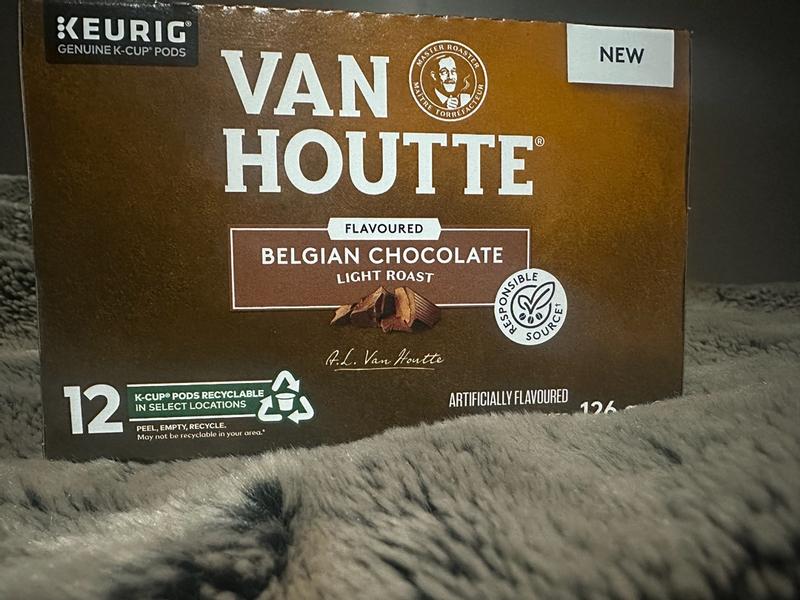 KEURIG®
GENUINE K-CUP® PODS
NEW
VAN
HOUTTE®
MASTER ROASTER
MAÎTRE TORRÉFACTEUR
FLAVOURED
BELGIAN CHOCOLATE
LIGHT ROAST
RESPONSIBLE
SOURCE†
A.L. Van Houtte
12
K-CUP® PODS RECYCLABLE
IN SELECT LOCATIONS
PEEL, EMPTY, RECYCLE.
May not be recyclable in your area.*
ARTIFICIALLY FLAVOURED
126